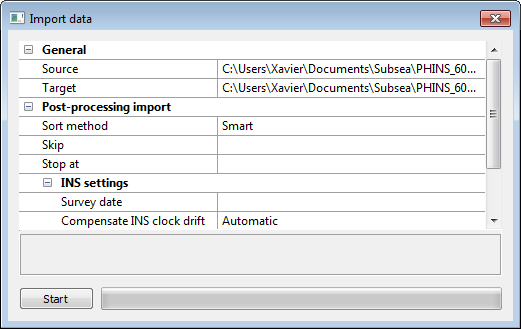 Import data
General
Source C:\Users\Xavier\Documents\Subsea\PHINS_60...
Target C:\Users\Xavier\Documents\Subsea\PHINS_60...
Post-processing import
Sort method Smart
Skip
Stop at
INS settings
Survey date
Compensate INS clock drift Automatic
Start